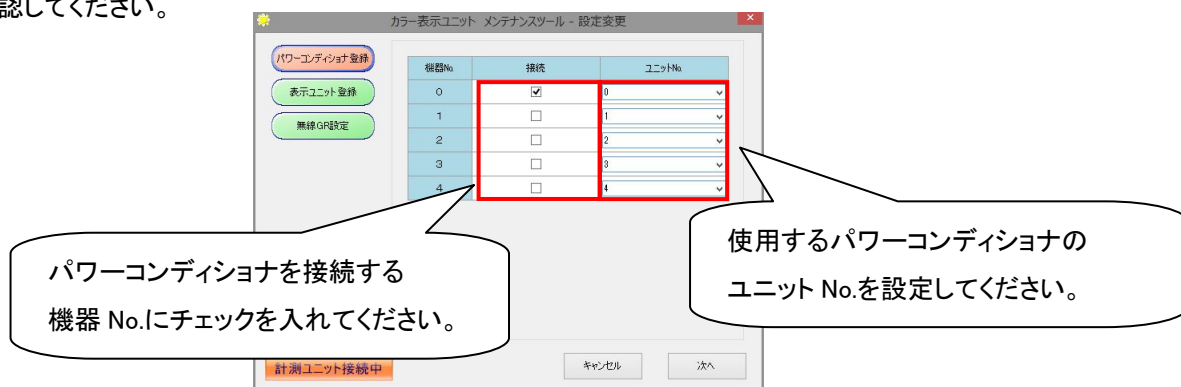 認してください。
カラー表示ユニット メンテナンスツール - 設定変更
パワーコンディショナ登録
表示ユニット登録
無線GR設定
機器No. 接続 ユニットNo.
0 0
1 1
2 2
3 3
4 4
パワーコンディショナを接続する
機器 No.にチェックを入れてください。
使用するパワーコンディショナの
ユニット No.を設定してください。
計測ユニット接続中
キャンセル 次へ